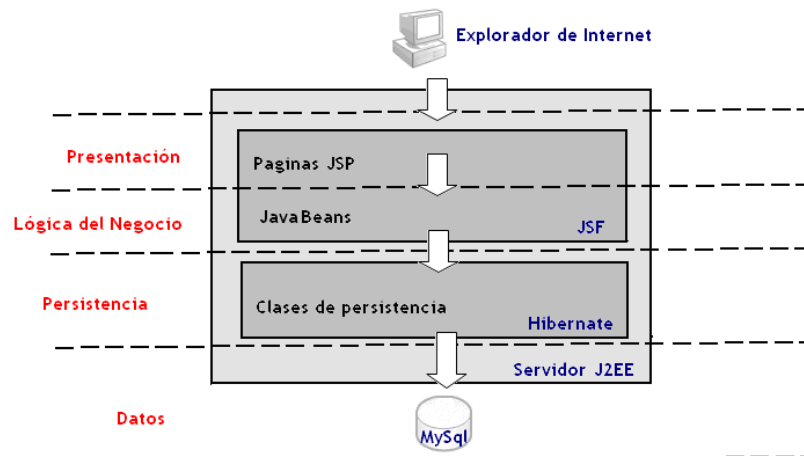 Explorador de Internet
Presentación
Paginas JSP
Lógica del Negocio
JavaBeans
JSF
Persistencia
Clases de persistencia
Hibernate
Servidor J2EE
Datos
MySql